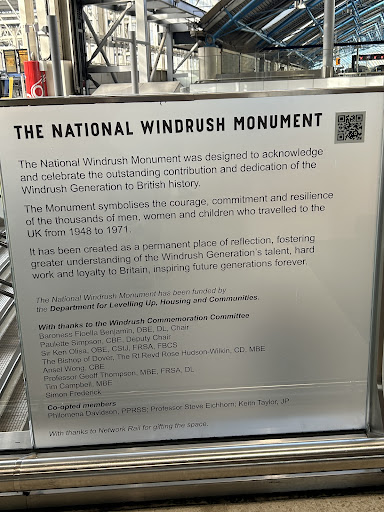 THE NATIONAL WINDRUSH MONUMENT
The National Windrush Monument was designed to acknowledge
and celebrate the outstanding contribution and dedication of the
Windrush Generation to British history.
The Monument symbolises the courage, commitment and resilience
of the thousands of men, women and children who travelled to the
UK from 1948 to 1971.
It has been created as a permanent place of reflection, fostering
greater understanding of the Windrush Generation's talent, hard
work and loyalty to Britain, inspiring future generations forever.
The National Windrush Monument has been funded by
the Department for Levelling Up, Housing and Communities.
With thanks to the Windrush Commemoration Committee
Baroness Floella Benjamin, OBE, DL, Chair
Paulette Simpson, CBE, Deputy Chair
Sir Ken Olisa, OBE, CStJ, FRSA, FBCS
The Bishop of Dover, The Rt Revd Rose Hudson-Wilkin, CD, MBE
Ansel Wong, CBE
Professor Geoff Thompson, MBE, FRSA, DL
Tim Campbell, MBE
Simon Frederick
Co-opted members
Philomena Davidson, PPRSS; Professor Steve Eichhorn; Keith Taylor, JP
With thanks to Network Rail for gifting the space.